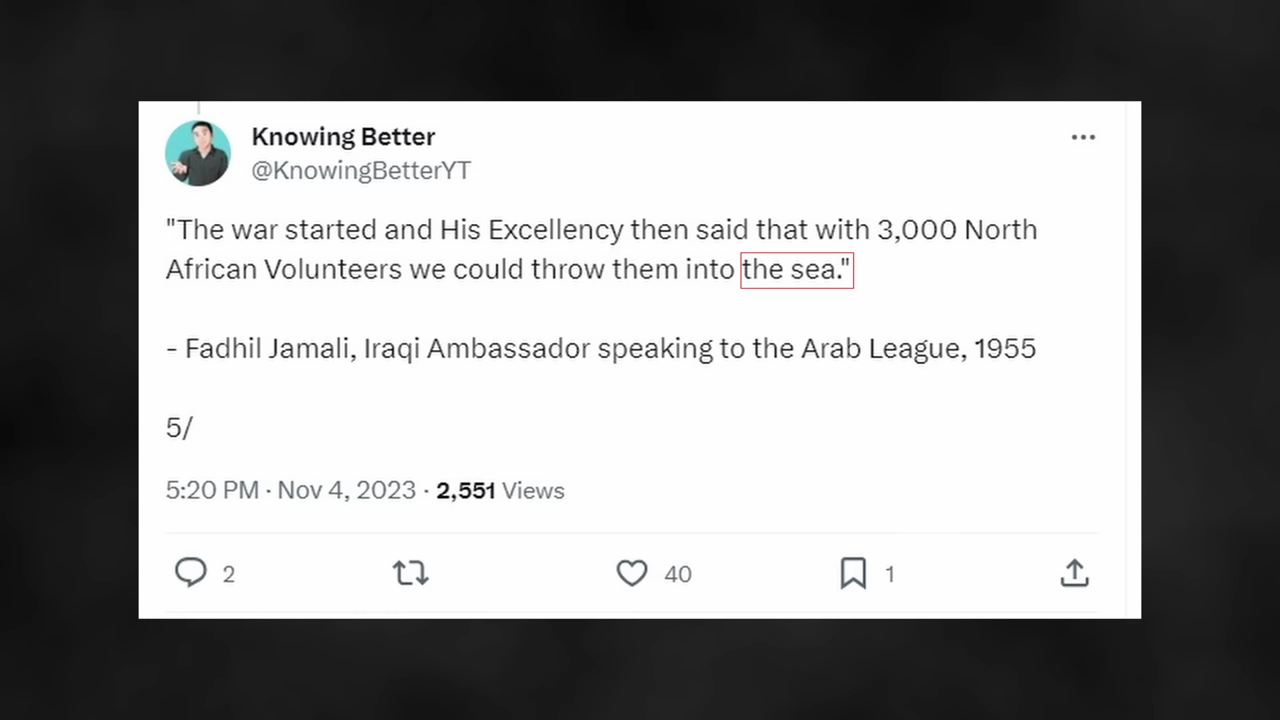 Knowing Better
@KnowingBetterYT
"The war started and His Excellency then said that with 3,000 North
African Volunteers we could throw them into the sea."
- Fadhil Jamali, Iraqi Ambassador speaking to the Arab League, 1955
5/
5:20 PM · Nov 4, 2023 · 2,551 Views
2 40 1